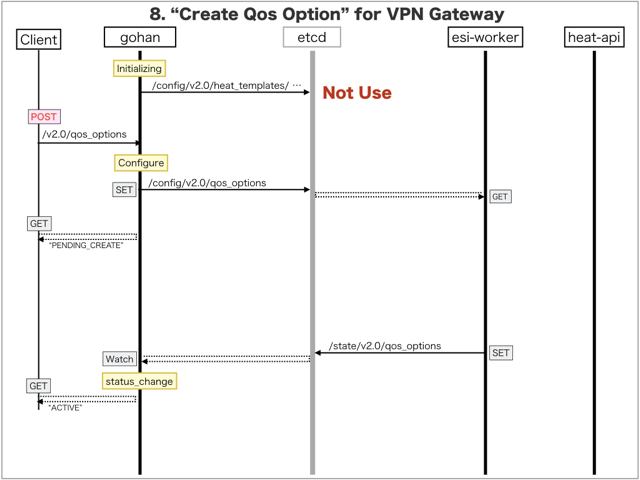 8. “Create Qos Option” for VPN Gateway
Client
gohan
etcd
esi-worker
heat-api
Initializing
/config/v2.0/heat_templates/ ⋯
Not Use
POST
/v2.0/qos_options
Configure
SET
/config/v2.0/qos_options
GET
GET
“PENDING_CREATE”
/state/v2.0/qos_options
SET
Watch
status_change
GET
“ACTIVE”